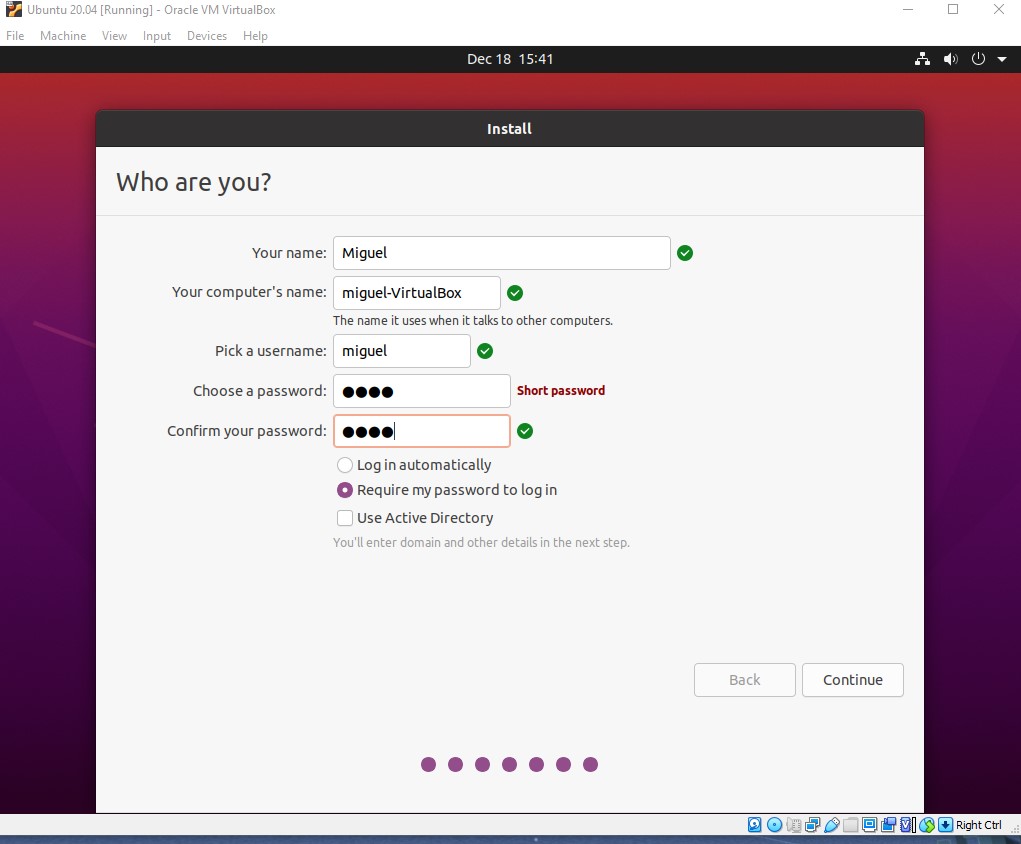 Ubuntu 20.04 [Running] - Oracle VM VirtualBox
File Machine View Input Devices Help
Dec 18 15:41
Install
Who are you?
Your name: Miguel
Your computer's name: miguel-VirtualBox
The name it uses when it talks to other computers.
Pick a username: miguel
Choose a password: ●●●● Short password
Confirm your password: ●●●●
Log in automatically
Require my password to log in
Use Active Directory
You'll enter domain and other details in the next step.
Back Continue
Right Ctrl